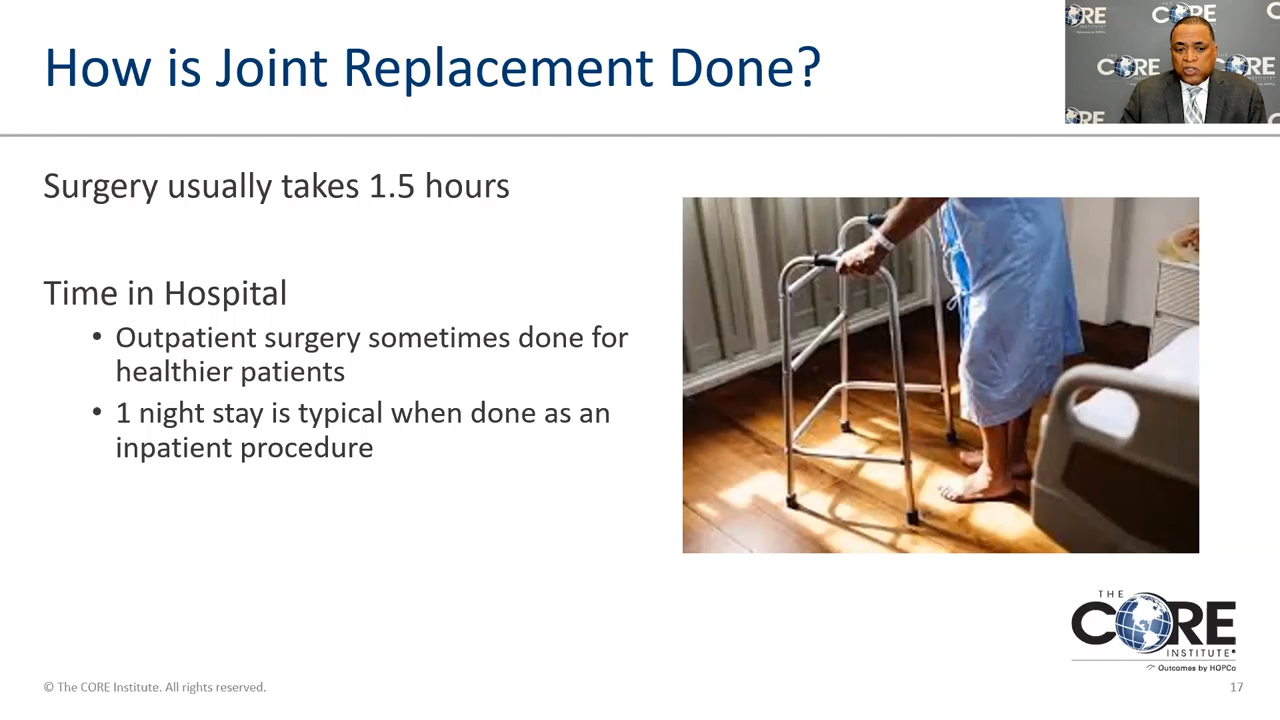 How is Joint Replacement Done?
Surgery usually takes 1.5 hours
Time in Hospital
• Outpatient surgery sometimes done for
healthier patients
• 1 night stay is typical when done as an
inpatient procedure
THE
CORE
INSTITUTE
Outcomes by HOPCo
© The CORE Institute. All rights reserved.
17